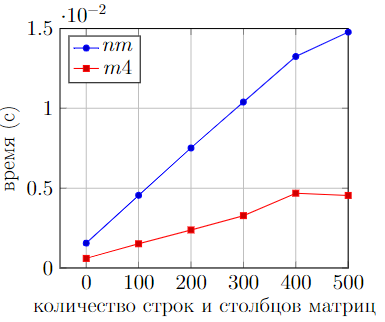 ·10⁻²
1.5
nm
m4
1
0.5
0
время (с)
0 100 200 300 400 500
количество строк и столбцов матриц